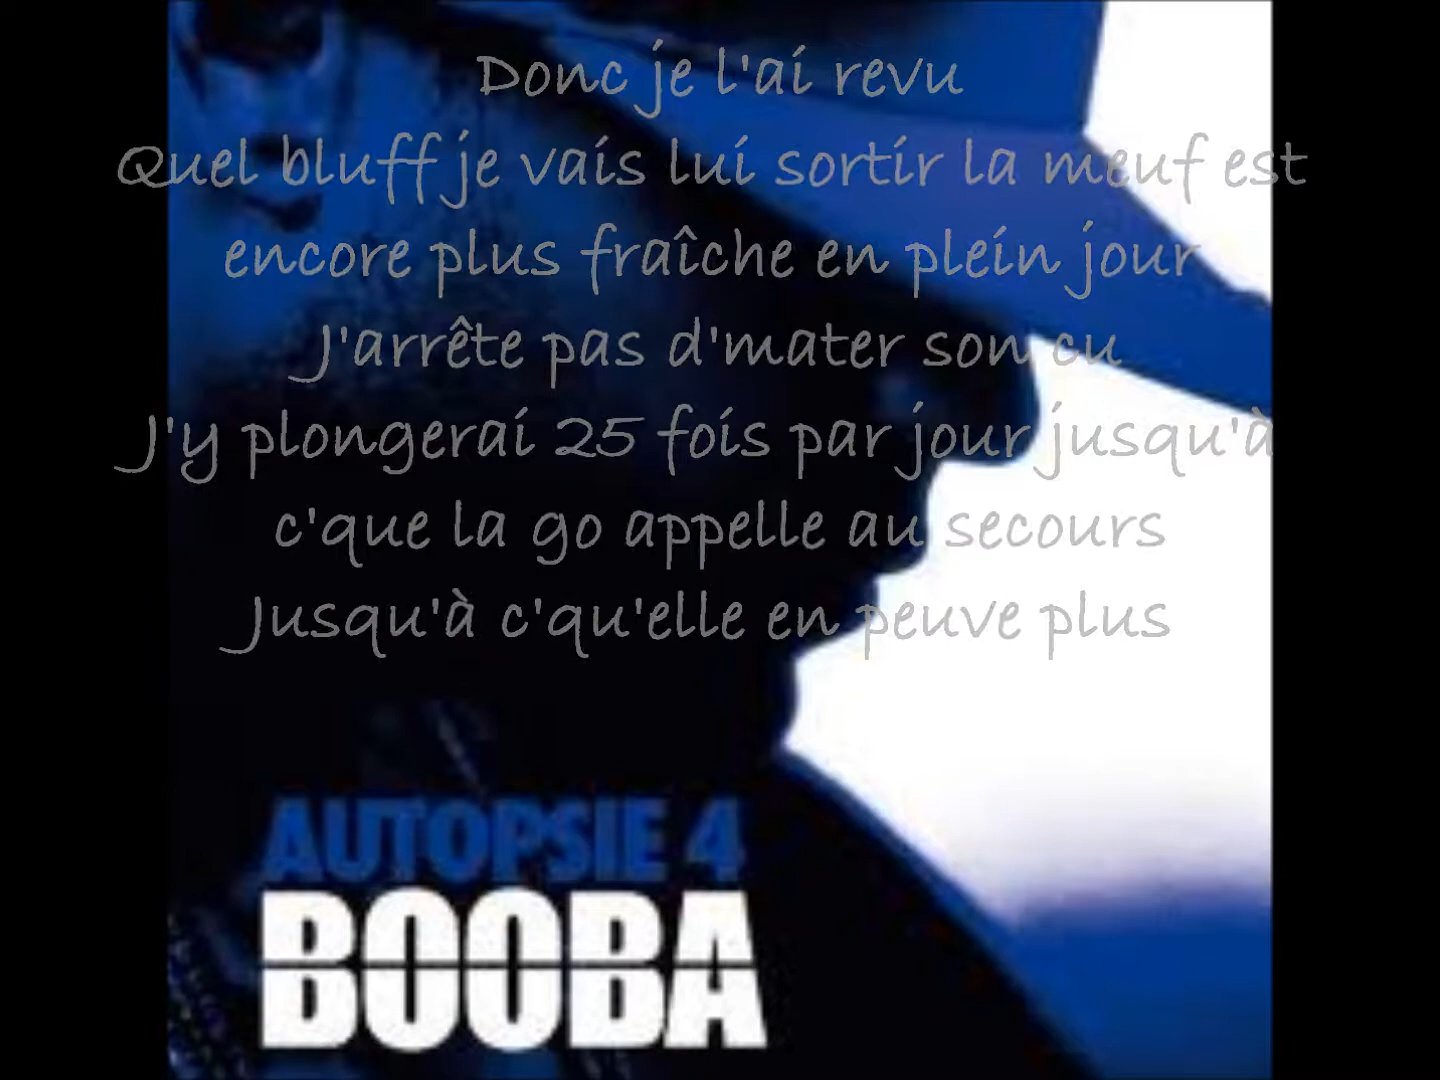 Donc je l'ai revu
Quel bluff je vais lui sortir la meuf est
encore plus fraîche en plein jour
J'arrête pas d'mater son cu
J'y plongerai 25 fois par jour jusqu'à
c'que la go appelle au secours
Jusqu'à c'qu'elle en peuve plus
AUTOPSIE 4
BOOBA